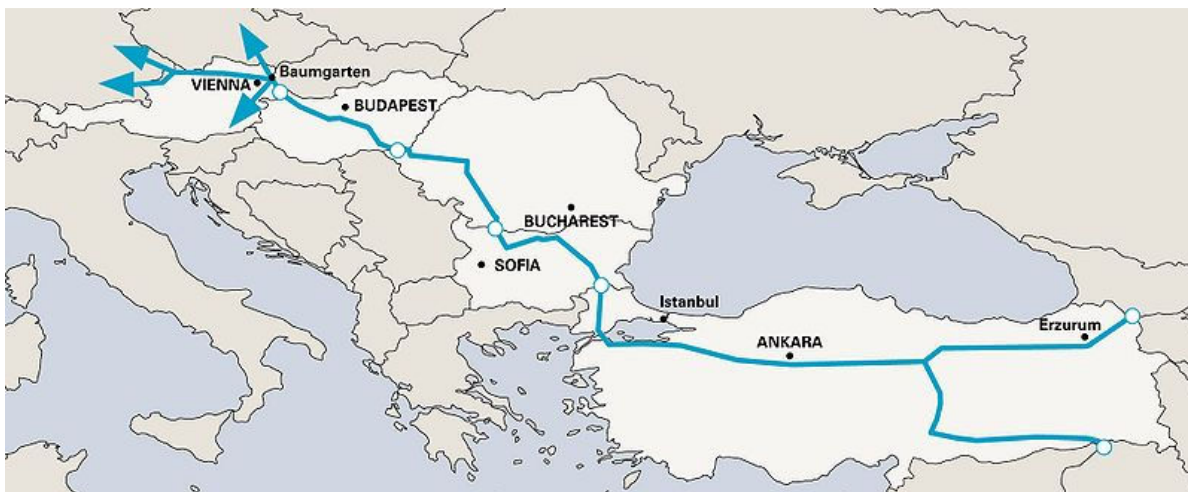 Baumgarten
VIENNA
BUDAPEST
BUCHAREST
SOFIA
Istanbul
Erzurum
ANKARA